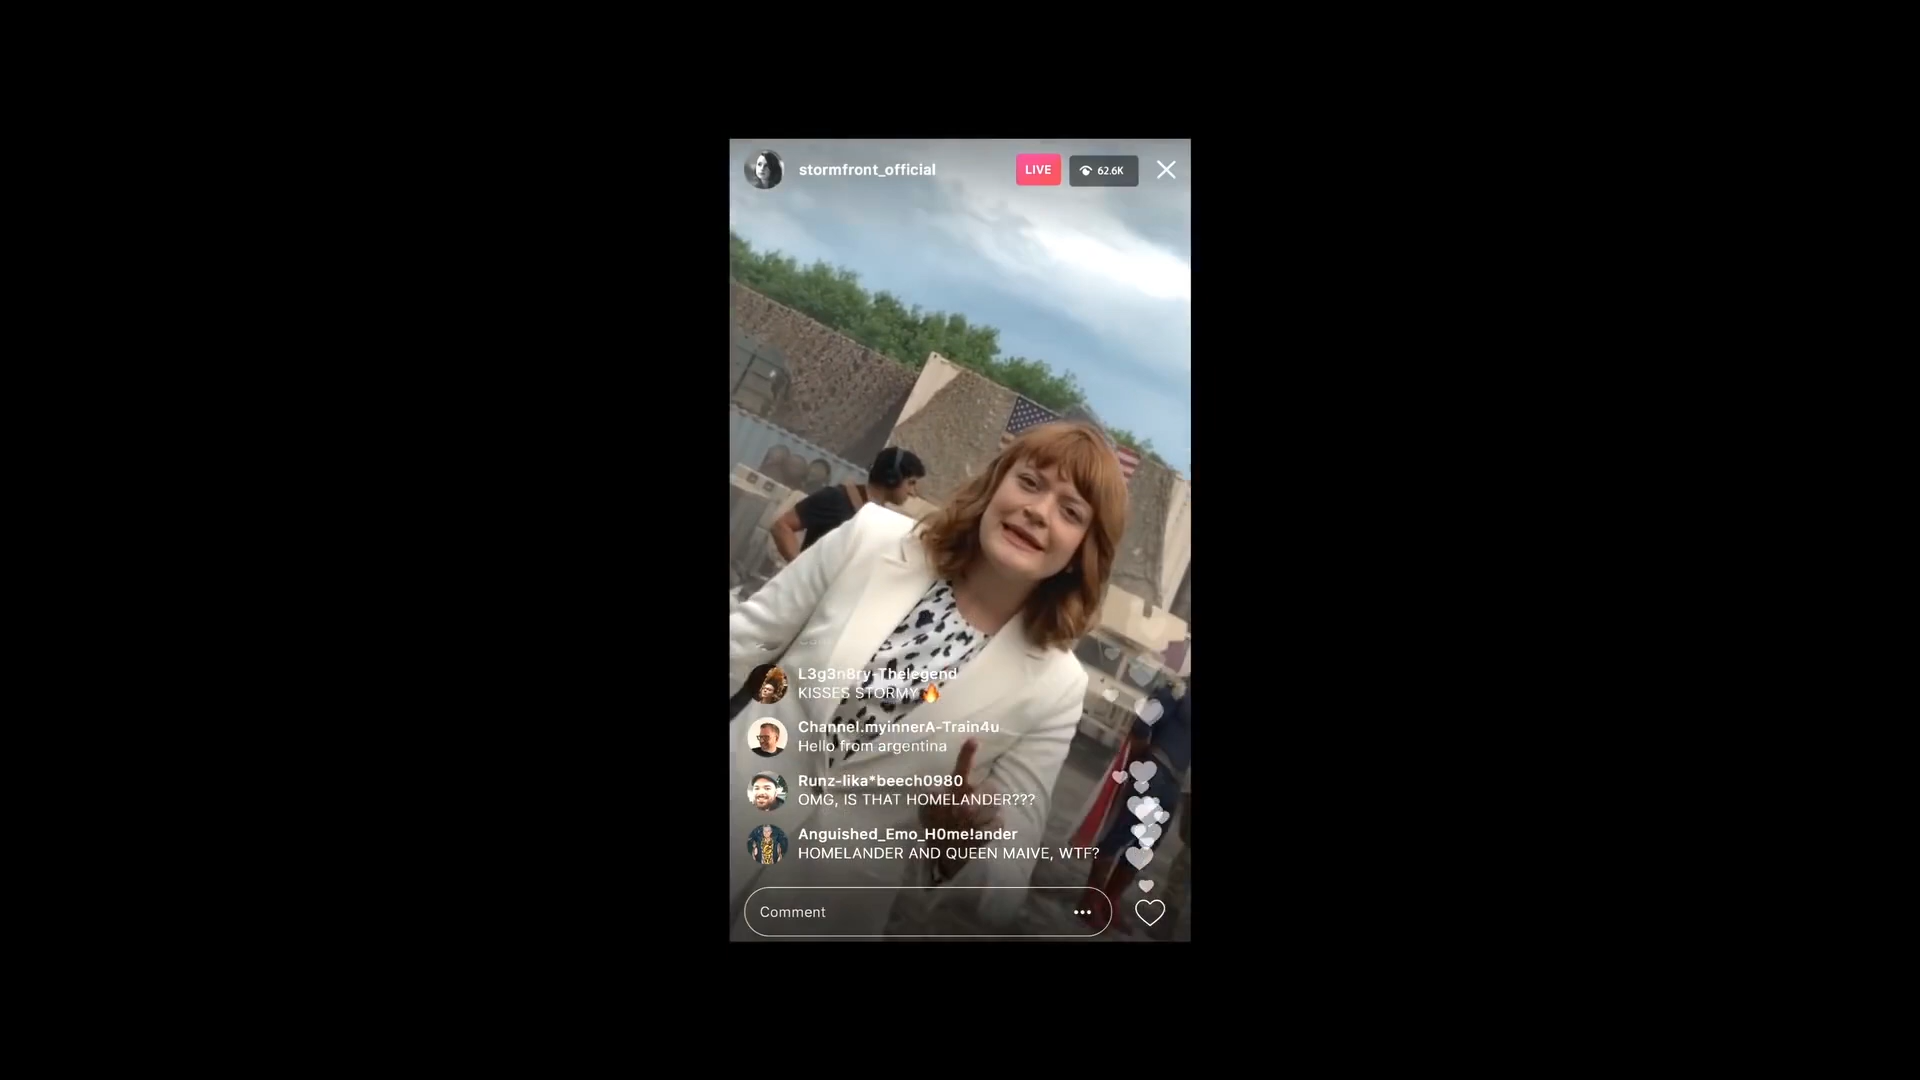 stormfront_official
LIVE
62.6K
L3g3n8ry-Thelegend
KISSES STORMY🔥
Channel.myinnerA-Train4u
Hello from argentina
Runz-lika*beech0980
OMG, IS THAT HOMELANDER???
Anguished_Emo_H0me!ander
HOMELANDER AND QUEEN MAIVE, WTF?
Comment